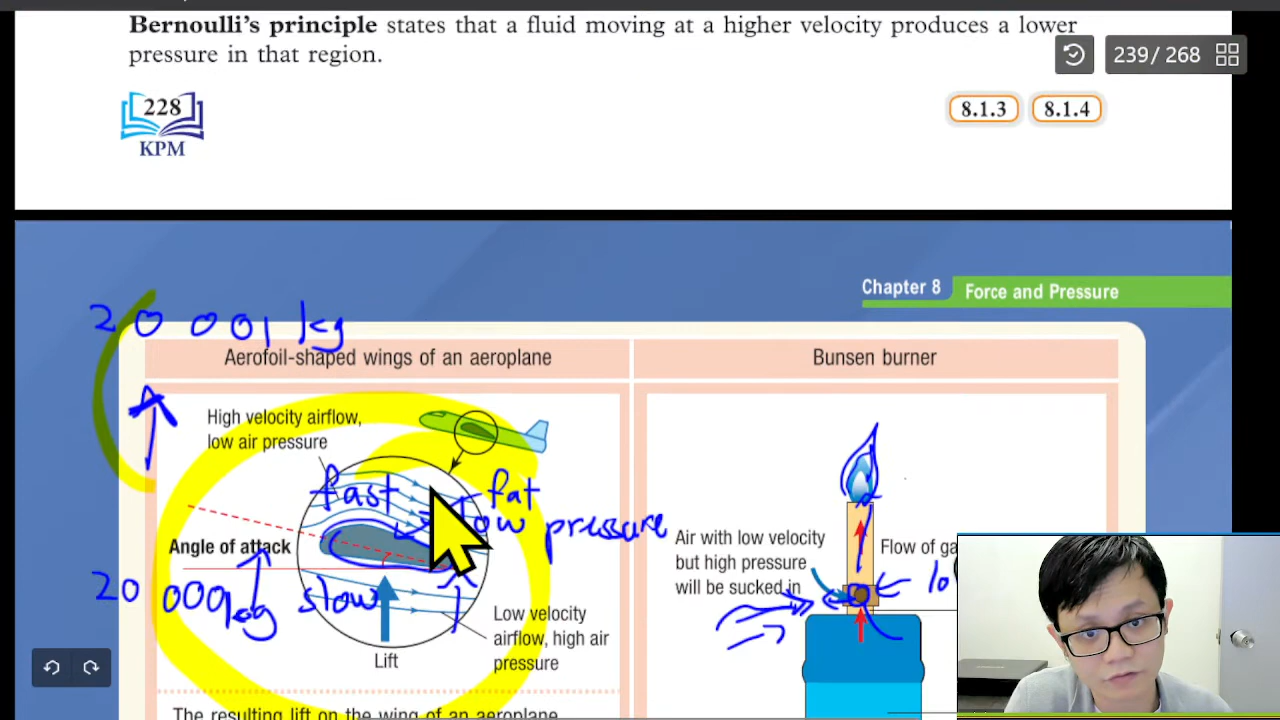 Bernoulli's principle states that a fluid moving at a higher velocity produces a lower
pressure in that region.
239/ 268
228
KPM
8.1.3
8.1.4
Chapter 8
Force and Pressure
20 001 kg
Aerofoil-shaped wings of an aeroplane
Bunsen burner
High velocity airflow,
low air pressure
fast
fat
low pressure
Angle of attack
20 000 kg
slow
Low velocity
airflow, high air
pressure
Lift
Air with low velocity
but high pressure
will be sucked in
Flow of
The resulting lift on the wing of an aeroplane